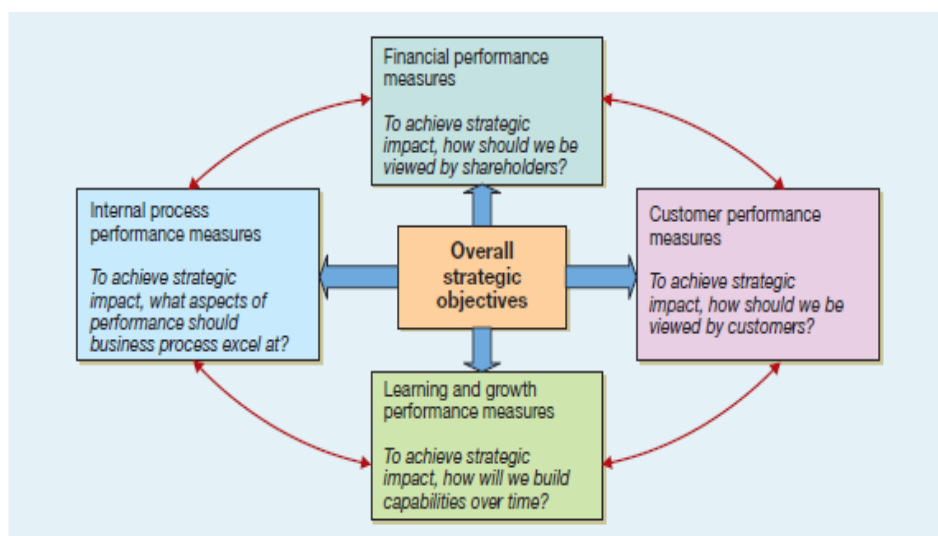 Financial performance
measures
To achieve strategic
impact, how should we be
viewed by shareholders?
Internal process
performance measures
To achieve strategic
impact, what aspects of
performance should
business process excel at?
Overall
strategic
objectives
Customer performance
measures
To achieve strategic
impact, how should we be
viewed by customers?
Learning and growth
performance measures
To achieve strategic
impact, how will we build
capabilities over time?